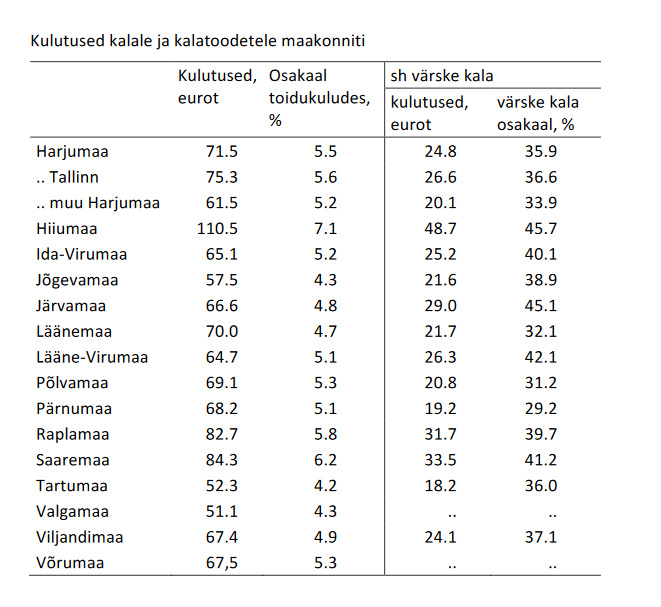 Kulutused kalale ja kalatoodetele maakonniti
Kulutused, Osakaal sh värske kala
eurot toidukuludes, kulutused, värske kala
% eurot osakaal, %
Harjumaa 71.5 5.5 24.8 35.9
.. Tallinn 75.3 5.6 26.6 36.6
.. muu Harjumaa 61.5 5.2 20.1 33.9
Hiiumaa 110.5 7.1 48.7 45.7
Ida-Virumaa 65.1 5.2 25.2 40.1
Jõgevamaa 57.5 4.3 21.6 38.9
Järvamaa 66.6 4.8 29.0 45.1
Läänemaa 70.0 4.7 21.7 32.1
Lääne-Virumaa 64.7 5.1 26.3 42.1
Põlvamaa 69.1 5.3 20.8 31.2
Pärnumaa 68.2 5.1 19.2 29.2
Raplamaa 82.7 5.8 31.7 39.7
Saaremaa 84.3 6.2 33.5 41.2
Tartumaa 52.3 4.2 18.2 36.0
Valgamaa 51.1 4.3 .. ..
Viljandimaa 67.4 4.9 24.1 37.1
Võrumaa 67,5 5.3 .. ..